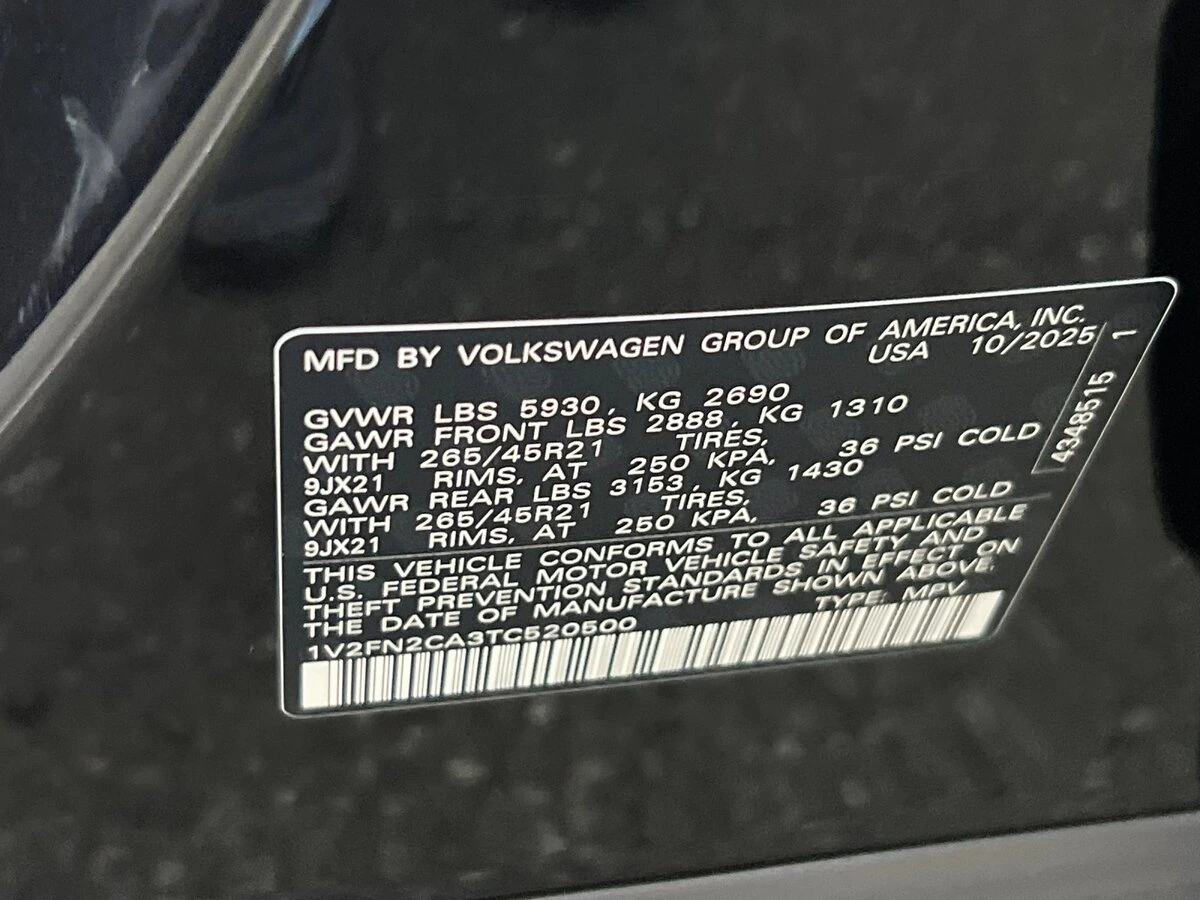 MFD BY VOLKSWAGEN GROUP OF AMERICA, INC.
USA 10/2025
GVWR LBS 5930, KG 2690
GAWR FRONT LBS 2888, KG 1310
WITH 265/45R21 TIRES,
9JX21 RIMS, AT 250 KPA, 36 PSI COLD
GAWR REAR LBS 3153, KG 1430
WITH 265/45R21 TIRES,
9JX21 RIMS, AT 250 KPA, 36 PSI COLD
THIS VEHICLE CONFORMS TO ALL APPLICABLE
U.S. FEDERAL MOTOR VEHICLE SAFETY AND
THEFT PREVENTION STANDARDS IN EFFECT ON
THE DATE OF MANUFACTURE SHOWN ABOVE.
1V2FN2CA3TC520500 TYPE: MPV
4348515 1